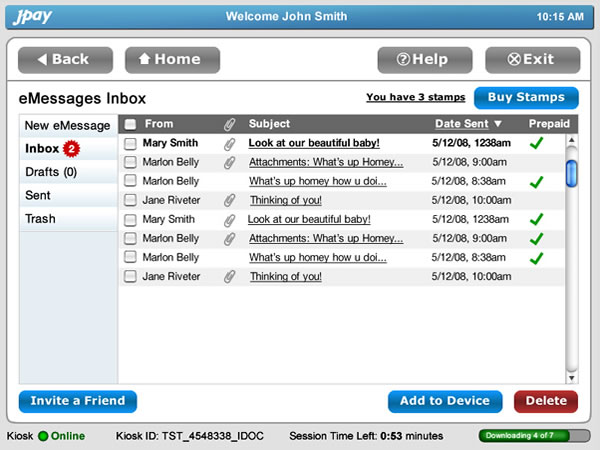 jpay Welcome John Smith 10:15 AM
Back Home Help Exit
eMessages Inbox You have 3 stamps Buy Stamps
New eMessage
Inbox 2
Drafts (0)
Sent
Trash
From Subject Date Sent Prepaid
Mary Smith Look at our beautiful baby! 5/12/08, 1238am
Marlon Belly Attachments: What's up Homey... 5/12/08, 9:00am
Marlon Belly What's up homey how u doi... 5/12/08, 8:38am
Jane Riveter Thinking of you! 5/12/08, 10:00am
Mary Smith Look at our beautiful baby! 5/12/08, 1238am
Marlon Belly Attachments: What's up Homey... 5/12/08, 9:00am
Marlon Belly What's up homey how u doi... 5/12/08, 8:38am
Jane Riveter Thinking of you! 5/12/08, 10:00am
Invite a Friend Add to Device Delete
Kiosk Online Kiosk ID: TST_4548338_IDOC Session Time Left: 0:53 minutes Downloading 4 of 7